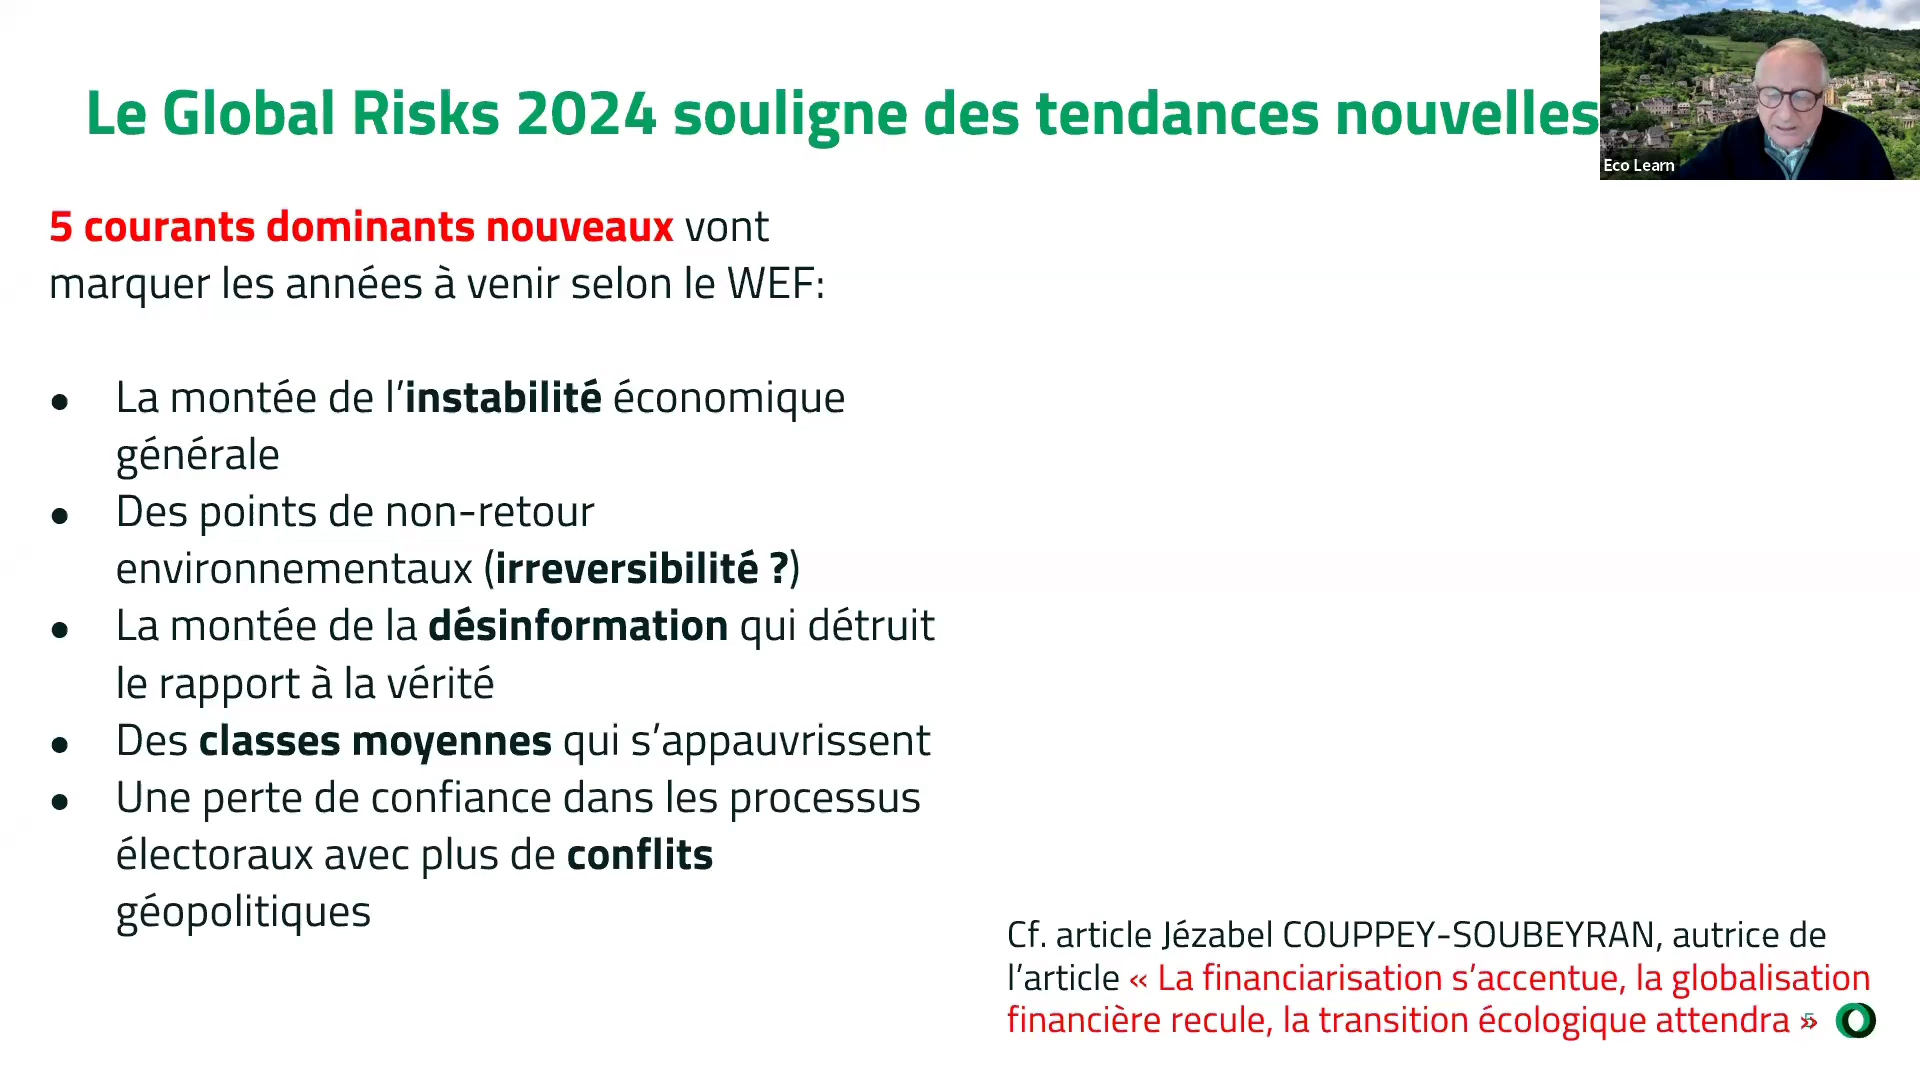 Le Global Risks 2024 souligne des tendances nouvelles
Eco Learn
5 courants dominants nouveaux vont
marquer les années à venir selon le WEF:
● La montée de l’instabilité économique
générale
● Des points de non-retour
environnementaux (irreversibilité ?)
● La montée de la désinformation qui détruit
le rapport à la vérité
● Des classes moyennes qui s’appauvrissent
● Une perte de confiance dans les processus
électoraux avec plus de conflits
géopolitiques
Cf. article Jézabel COUPPEY-SOUBEYRAN, autrice de
l’article « La financiarisation s’accentue, la globalisation
financière recule, la transition écologique attendra »
5